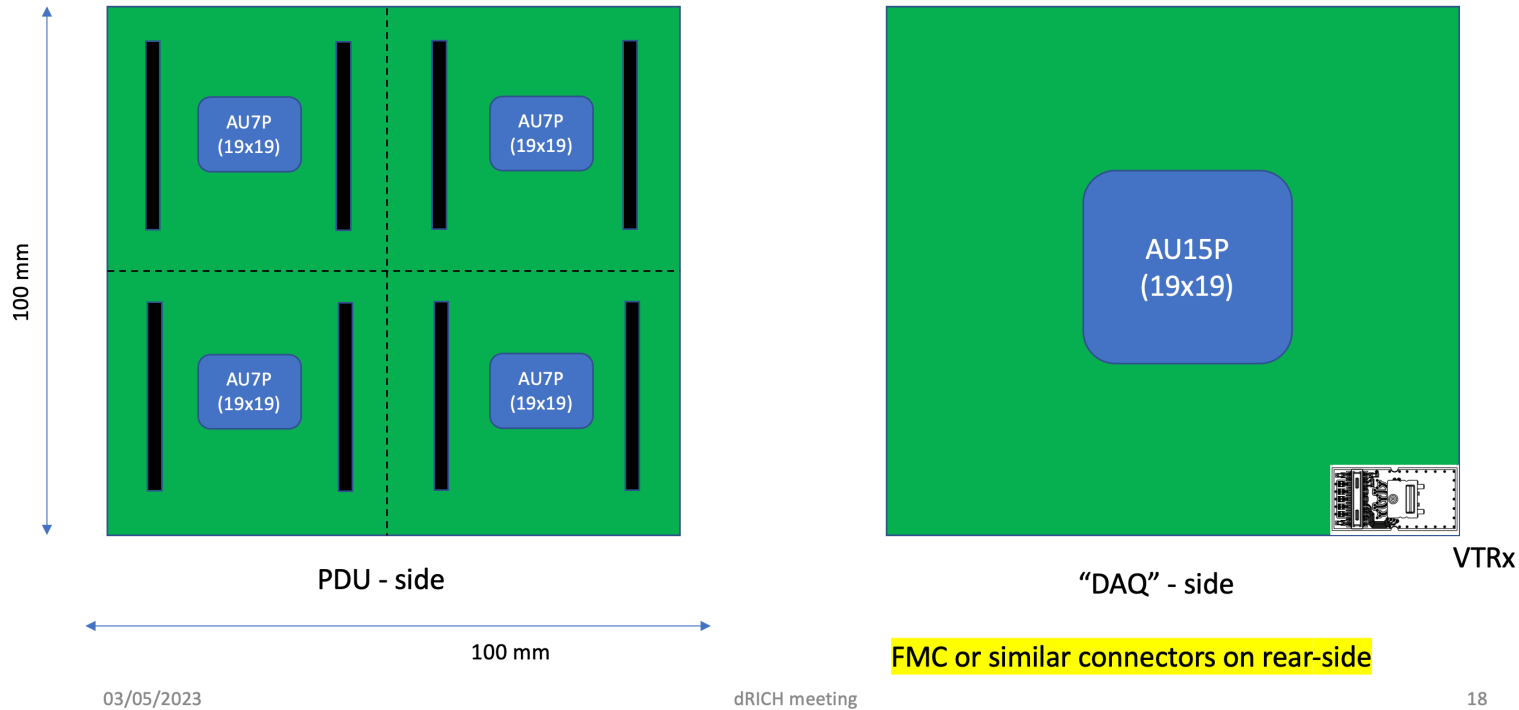 100 mm
AU7P
(19x19)
AU7P
(19x19)
AU7P
(19x19)
AU7P
(19x19)
PDU - side
100 mm
AU15P
(19x19)
VTRx
“DAQ” - side
FMC or similar connectors on rear-side
03/05/2023
dRICH meeting
18